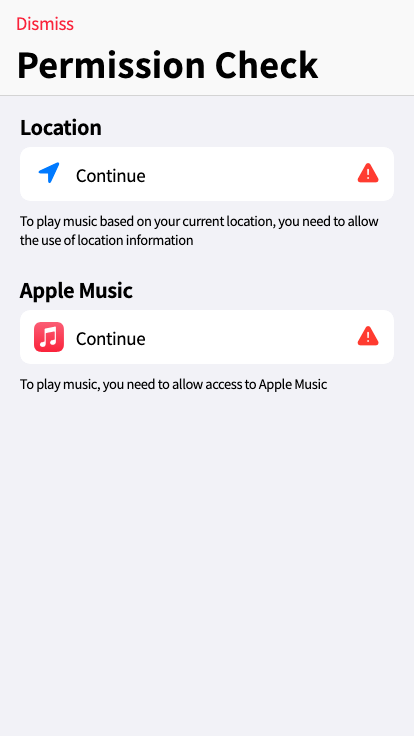 Dismiss
Permission Check
Location
Continue
To play music based on your current location, you need to allow
the use of location information
Apple Music
Continue
To play music, you need to allow access to Apple Music